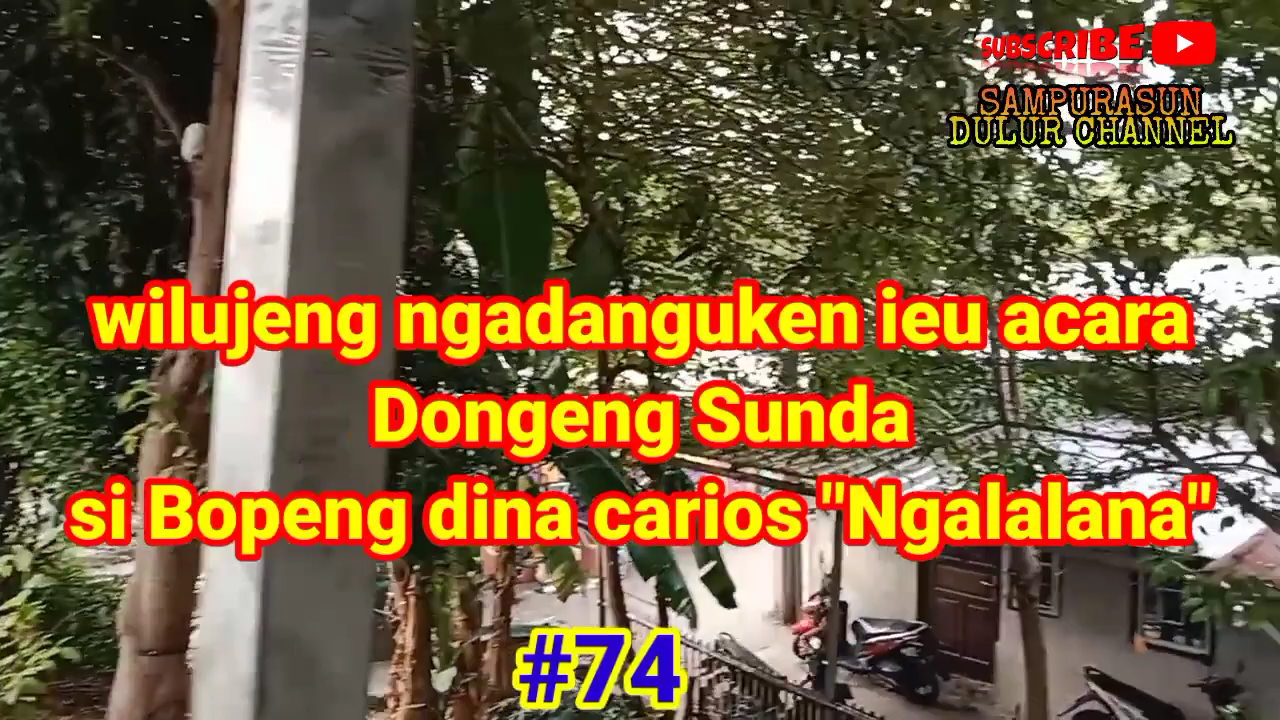 SUBSCRIBE
SAMPURASUN
DULUR CHANNEL
wilujeng ngadanguken ieu acara
Dongeng Sunda
si Bopeng dina carios "Ngalalana"
#74